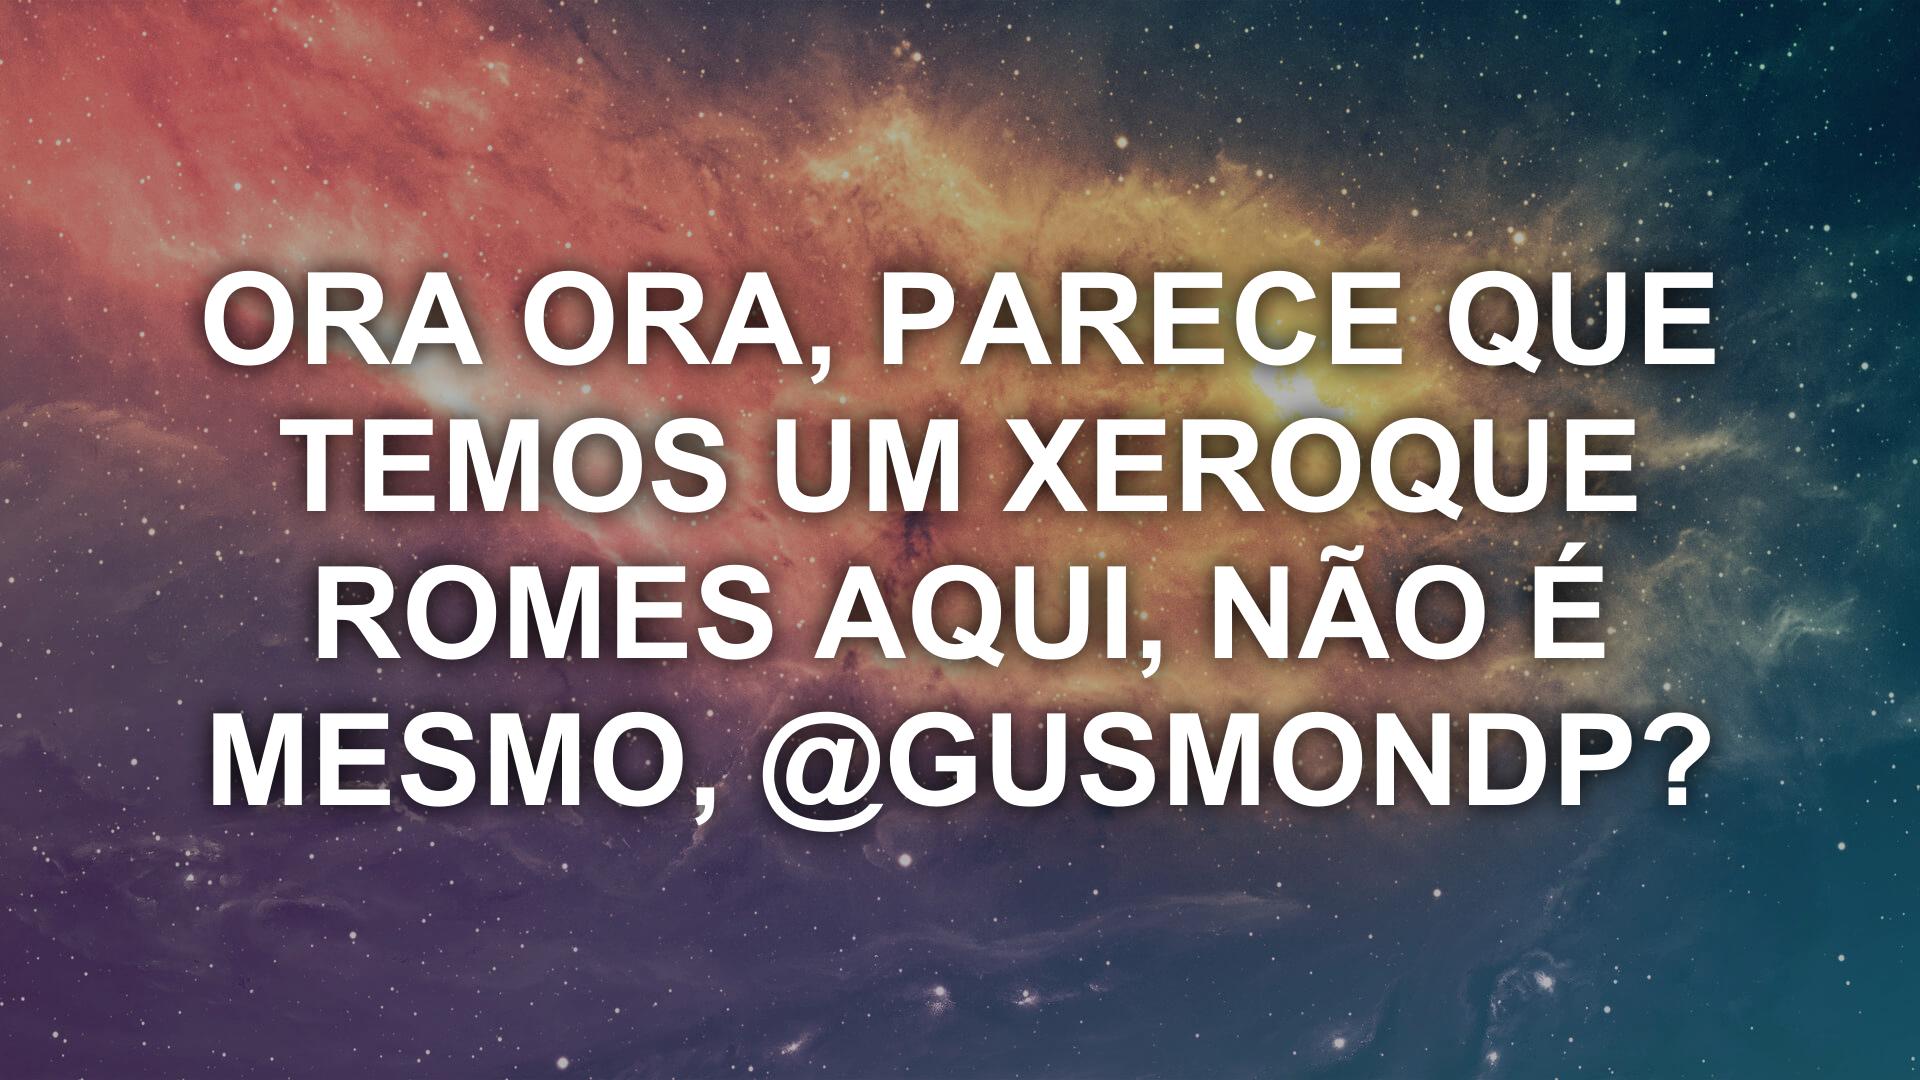 ORA ORA, PARECE QUE
TEMOS UM XEROQUE
ROMES AQUI, NÃO É
MESMO, @GUSMONDP?